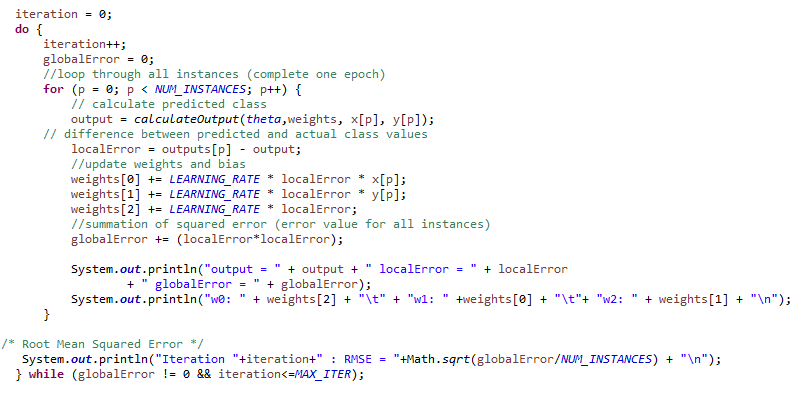 iteration = 0;
do {
iteration++;
globalError = 0;
//loop through all instances (complete one epoch)
for (p = 0; p < NUM_INSTANCES; p++) {
// calculate predicted class
output = calculateOutput(theta,weights, x[p], y[p]);
// difference between predicted and actual class values
localError = outputs[p] - output;
//update weights and bias
weights[0] += LEARNING_RATE * localError * x[p];
weights[1] += LEARNING_RATE * localError * y[p];
weights[2] += LEARNING_RATE * localError;
//summation of squared error (error value for all instances)
globalError += (localError*localError);
System.out.println("output = " + output + " localError = " + localError
+ " globalError = " + globalError);
System.out.println("w0: " + weights[2] + "\t" + "w1: " +weights[0] + "\t"+ "w2: " + weights[1] + "\n");
}
/* Root Mean Squared Error */
System.out.println("Iteration "+iteration+" : RMSE = "+Math.sqrt(globalError/NUM_INSTANCES) + "\n");
} while (globalError != 0 && iteration<=MAX_ITER);